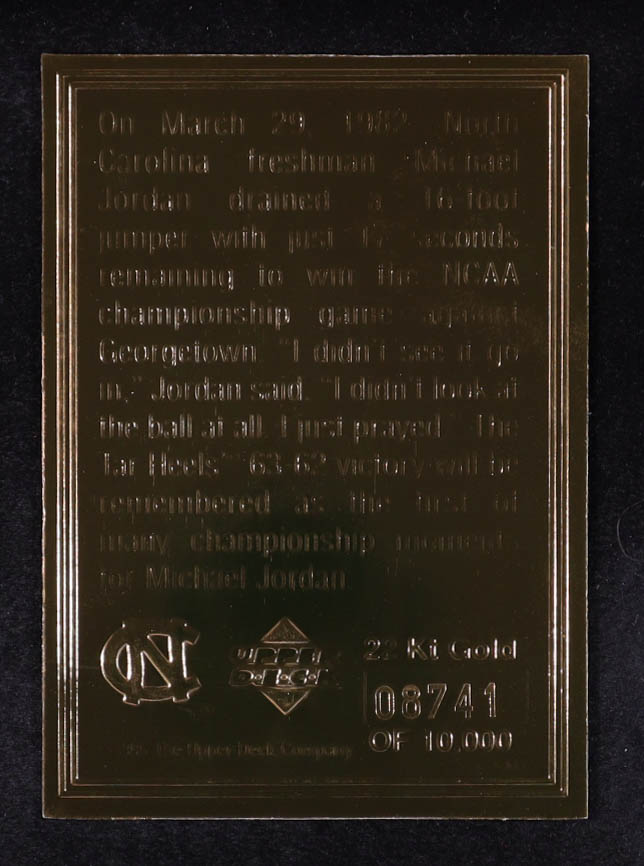 On March 29, 1982 North
Carolina freshman Michael
Jordan drained a 16-foot
jumper with just 17 seconds
remaining to win the NCAA
championship game against
Georgetown. "I didn't see it go
in," Jordan said. "I didn't look at
the ball at all. I just prayed." The
Tar Heels' 63-62 victory will be
remembered as the first of
many championship moments
for Michael Jordan.
NC
UPPER
D·E·C·K
22 Kt Gold
08741
OF 10,000
The Upper Deck Company